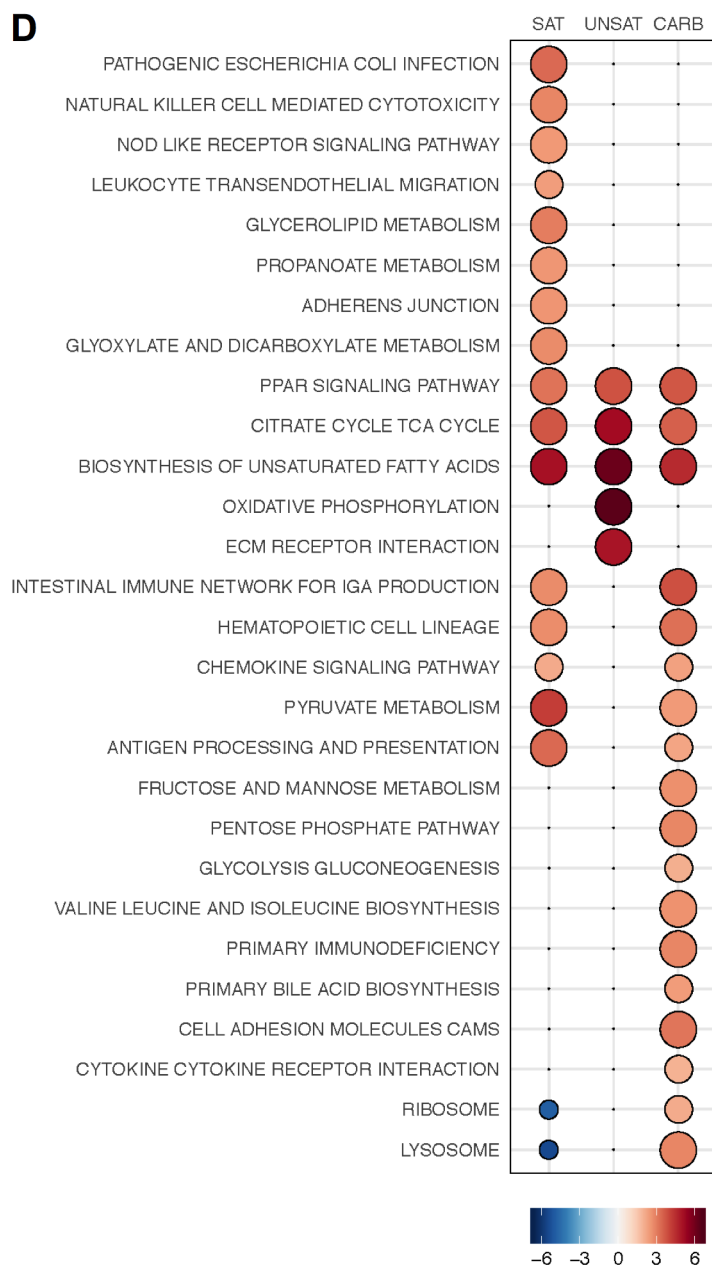 D
SAT UNSAT CARB
PATHOGENIC ESCHERICHIA COLI INFECTION
NATURAL KILLER CELL MEDIATED CYTOTOXICITY
NOD LIKE RECEPTOR SIGNALING PATHWAY
LEUKOCYTE TRANSENDOTHELIAL MIGRATION
GLYCEROLIPID METABOLISM
PROPANOATE METABOLISM
ADHERENS JUNCTION
GLYOXYLATE AND DICARBOXYLATE METABOLISM
PPAR SIGNALING PATHWAY
CITRATE CYCLE TCA CYCLE
BIOSYNTHESIS OF UNSATURATED FATTY ACIDS
OXIDATIVE PHOSPHORYLATION
ECM RECEPTOR INTERACTION
INTESTINAL IMMUNE NETWORK FOR IGA PRODUCTION
HEMATOPOIETIC CELL LINEAGE
CHEMOKINE SIGNALING PATHWAY
PYRUVATE METABOLISM
ANTIGEN PROCESSING AND PRESENTATION
FRUCTOSE AND MANNOSE METABOLISM
PENTOSE PHOSPHATE PATHWAY
GLYCOLYSIS GLUCONEOGENESIS
VALINE LEUCINE AND ISOLEUCINE BIOSYNTHESIS
PRIMARY IMMUNODEFICIENCY
PRIMARY BILE ACID BIOSYNTHESIS
CELL ADHESION MOLECULES CAMS
CYTOKINE CYTOKINE RECEPTOR INTERACTION
RIBOSOME
LYSOSOME
−6 −3 0 3 6